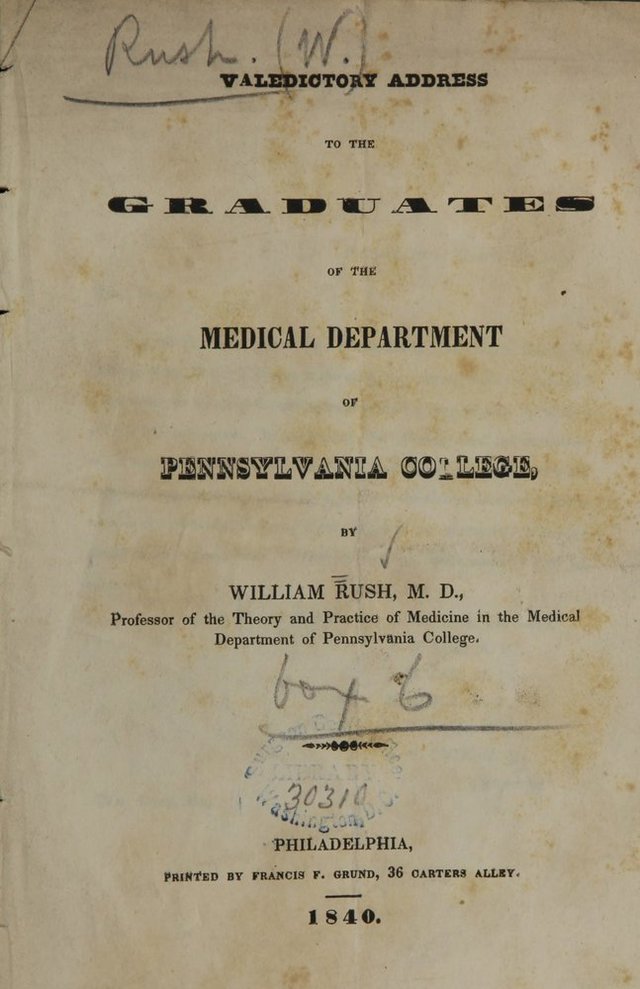 Rush. (W.)
VALEDICTORY ADDRESS
TO THE
GRADUATES
OF THE
MEDICAL DEPARTMENT
OF
PENNSYLVANIA COLLEGE,
BY
WILLIAM RUSH, M. D.,
Professor of the Theory and Practice of Medicine in the Medical
Department of Pennsylvania College.
box 6
LIBRARY
30310
Washington,
PHILADELPHIA,
PRINTED BY FRANCIS F. GRUND, 36 CARTERS ALLEY.
1840.